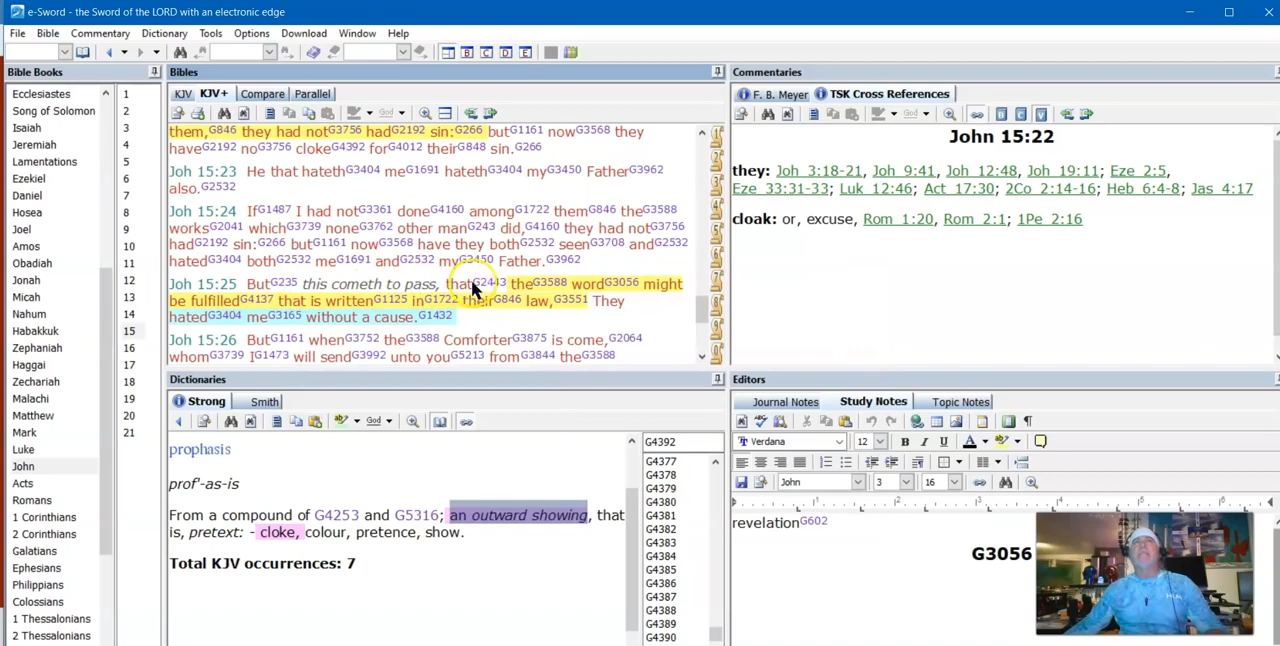 e-Sword - the Sword of the LORD with an electronic edge
File Bible Commentary Dictionary Tools Options Download Window Help
B C D E
Bible Books
Ecclesiastes
Song of Solomon
Isaiah
Jeremiah
Lamentations
Ezekiel
Daniel
Hosea
Joel
Amos
Obadiah
Jonah
Micah
Nahum
Habakkuk
Zephaniah
Haggai
Zechariah
Malachi
Matthew
Mark
Luke
John
Acts
Romans
1 Corinthians
2 Corinthians
Galatians
Ephesians
Philippians
Colossians
1 Thessalonians
2 Thessalonians
1
2
3
4
5
6
7
8
9
10
11
12
13
14
15
16
17
18
19
20
21
Bibles
KJV KJV+ Compare Parallel
God
them,G846 they had notG3756 hadG2192 sin:G266 butG1161 nowG3568 they
haveG2192 noG3756 clokeG4392 forG4012 theirG848 sin.G266
Joh 15:23 He that hatethG3404 meG1691 hatethG3404 myG3450 FatherG3962
also.G2532
Joh 15:24 IfG1487 I had notG3361 doneG4160 amongG1722 themG846 theG3588
worksG2041 whichG3739 noneG3762 other manG243 did,G4160 they had notG3756
hadG2192 sin:G266 butG1161 nowG3568 have they bothG2532 seenG3708 andG2532
hatedG3404 bothG2532 meG1691 andG2532 myG3450 Father.G3962
Joh 15:25 ButG235 this cometh to pass, thatG2443 theG3588 wordG3056 might
be fulfilledG4137 that is writtenG1125 inG1722 theirG846 law,G3551 They
hatedG3404 meG3165 without a cause.G1432
Joh 15:26 ButG1161 whenG3752 theG3588 ComforterG3875 is come,G2064
whomG3739 IG1473 will sendG3992 unto youG5213 fromG3844 theG3588
Commentaries
F. B. Meyer TSK Cross References
God B C V
John 15:22
they: Joh 3:18-21, Joh 9:41, Joh 12:48, Joh 19:11; Eze 2:5,
Eze 33:31-33; Luk 12:46; Act 17:30; 2Co 2:14-16; Heb 6:4-8; Jas 4:17
cloak: or, excuse, Rom 1:20, Rom 2:1; 1Pe 2:16
Dictionaries
Strong Smith
God
prophasis
prof'-as-is
From a compound of G4253 and G5316; an outward showing, that
is, pretext: - cloke, colour, pretence, show.
Total KJV occurrences: 7
G4392
G4377
G4378
G4379
G4380
G4381
G4382
G4383
G4384
G4385
G4386
G4387
G4388
G4389
G4390
Editors
Journal Notes Study Notes Topic Notes
Verdana 12 B I U A
John 3 16
1 2 3 4 5 6
revelationG602
G3056